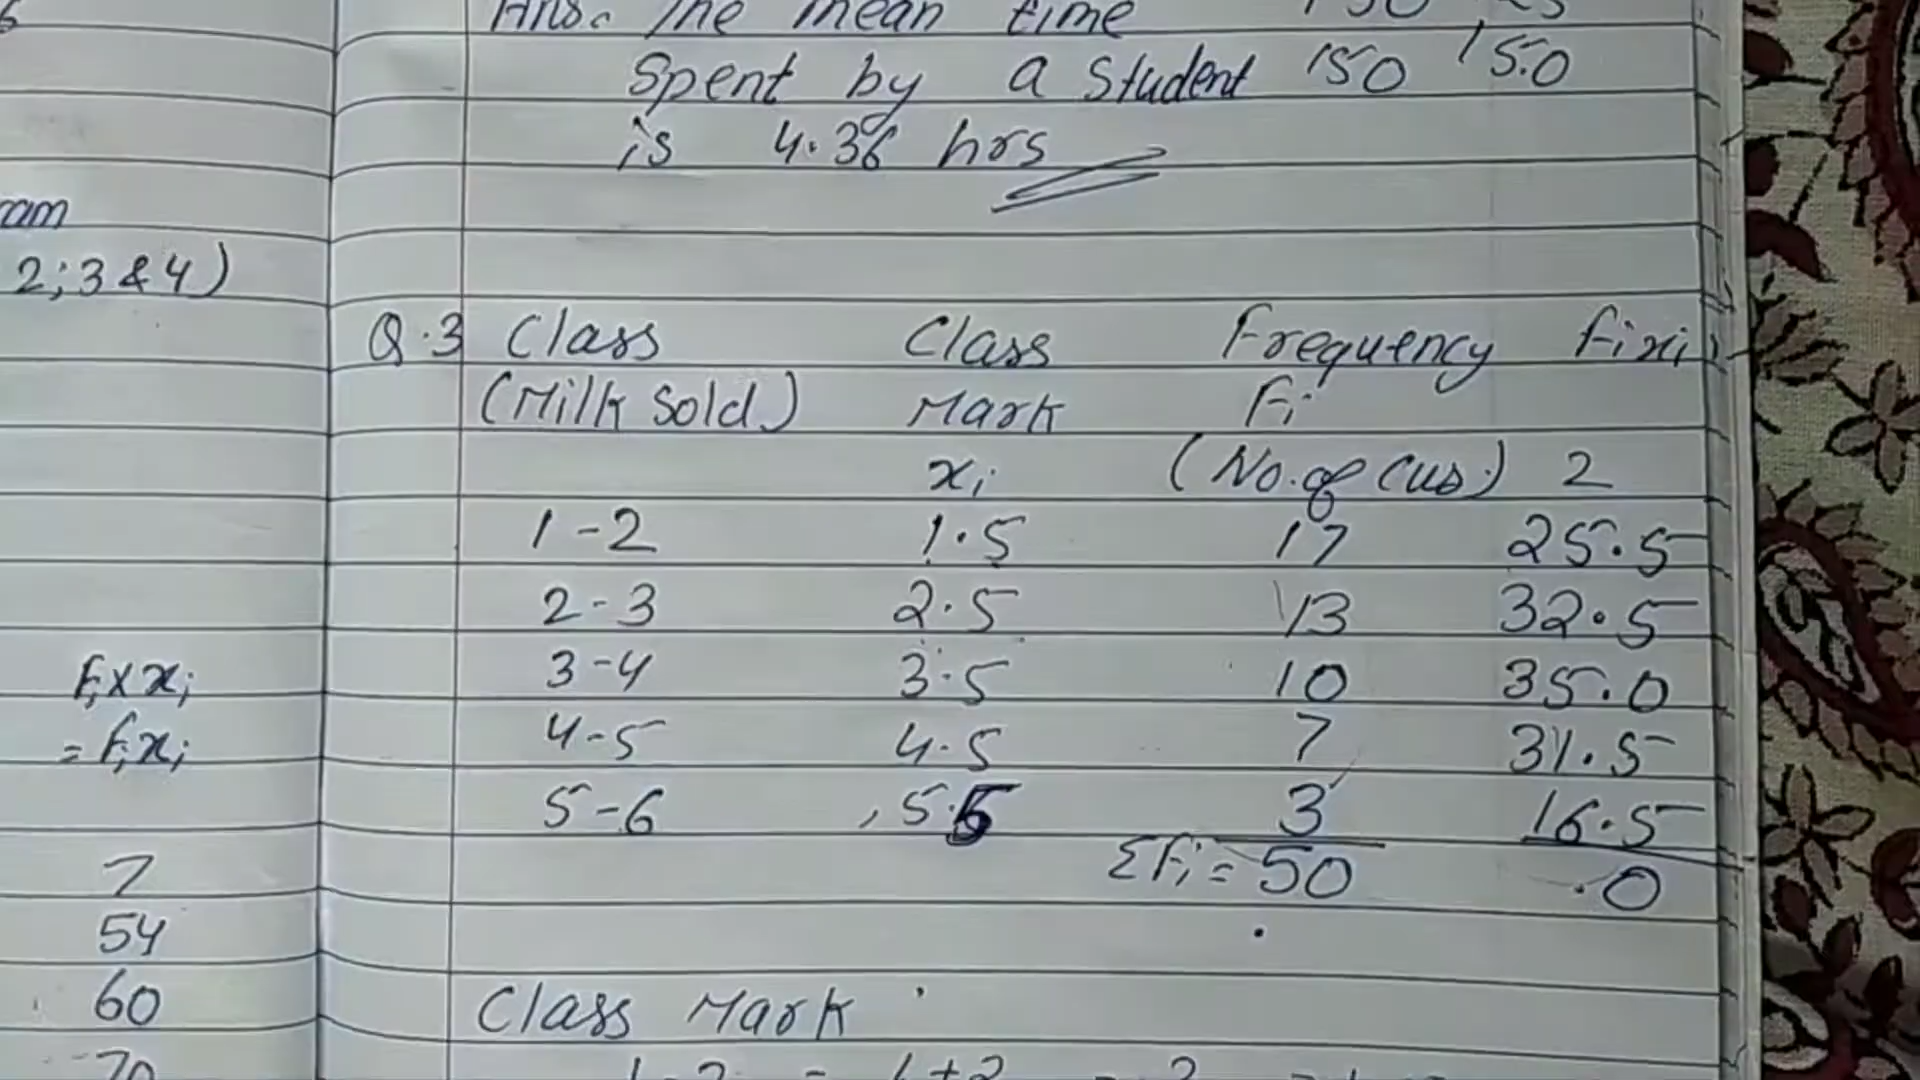 Ans. The mean time
Spent by a Student 150 15.0
is 4.36 hrs
ram
2;3 & 4)
Q.3 Class Class Frequency fixi
(Milk Sold) Mark Fi
xi (No. of Cus.) 2
1-2 1.5 17 25.5
2-3 2.5 13 32.5
3-4 3.5 10 35.0
4-5 4.5 7 31.5
5-6 5.5 3 16.5
ΣFi = 50 .0
Fi x xi
= Fixi
7
54
60
70
Class Mark